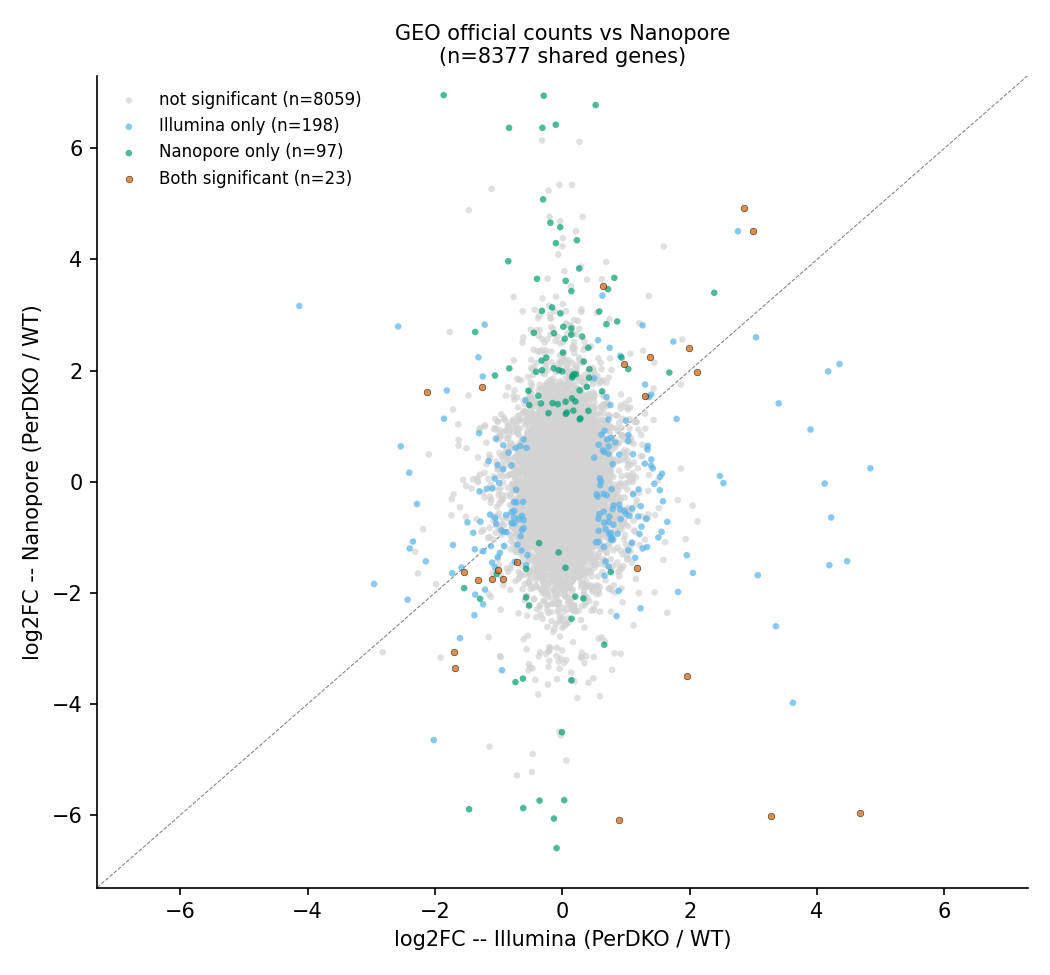 GEO official counts vs Nanopore
(n=8377 shared genes)
not significant (n=8059)
Illumina only (n=198)
Nanopore only (n=97)
Both significant (n=23)
6
4
2
0
−2
−4
−6
log2FC -- Nanopore (PerDKO / WT)
−6
−4
−2
0
2
4
6
log2FC -- Illumina (PerDKO / WT)